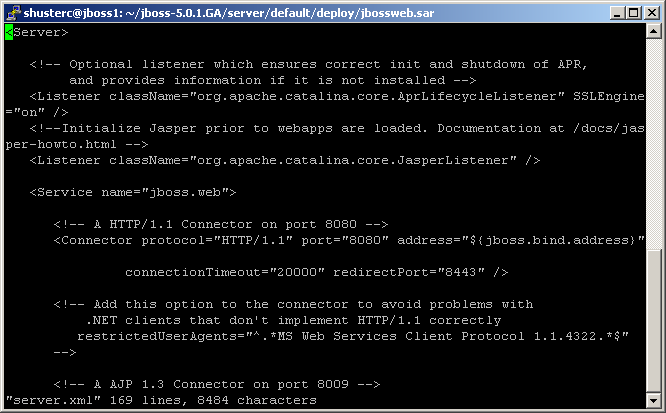 shusterc@jboss1: ~/jboss-5.0.1.GA/server/default/deploy/jbossweb.sar
<Server>
<!-- Optional listener which ensures correct init and shutdown of APR,
and provides information if it is not installed -->
<Listener className="org.apache.catalina.core.AprLifecycleListener" SSLEngine
="on" />
<!--Initialize Jasper prior to webapps are loaded. Documentation at /docs/jas
per-howto.html -->
<Listener className="org.apache.catalina.core.JasperListener" />
<Service name="jboss.web">
<!-- A HTTP/1.1 Connector on port 8080 -->
<Connector protocol="HTTP/1.1" port="8080" address="${jboss.bind.address}"
connectionTimeout="20000" redirectPort="8443" />
<!-- Add this option to the connector to avoid problems with
.NET clients that don't implement HTTP/1.1 correctly
restrictedUserAgents="^.*MS Web Services Client Protocol 1.1.4322.*$"
-->
<!-- A AJP 1.3 Connector on port 8009 -->
"server.xml" 169 lines, 8484 characters